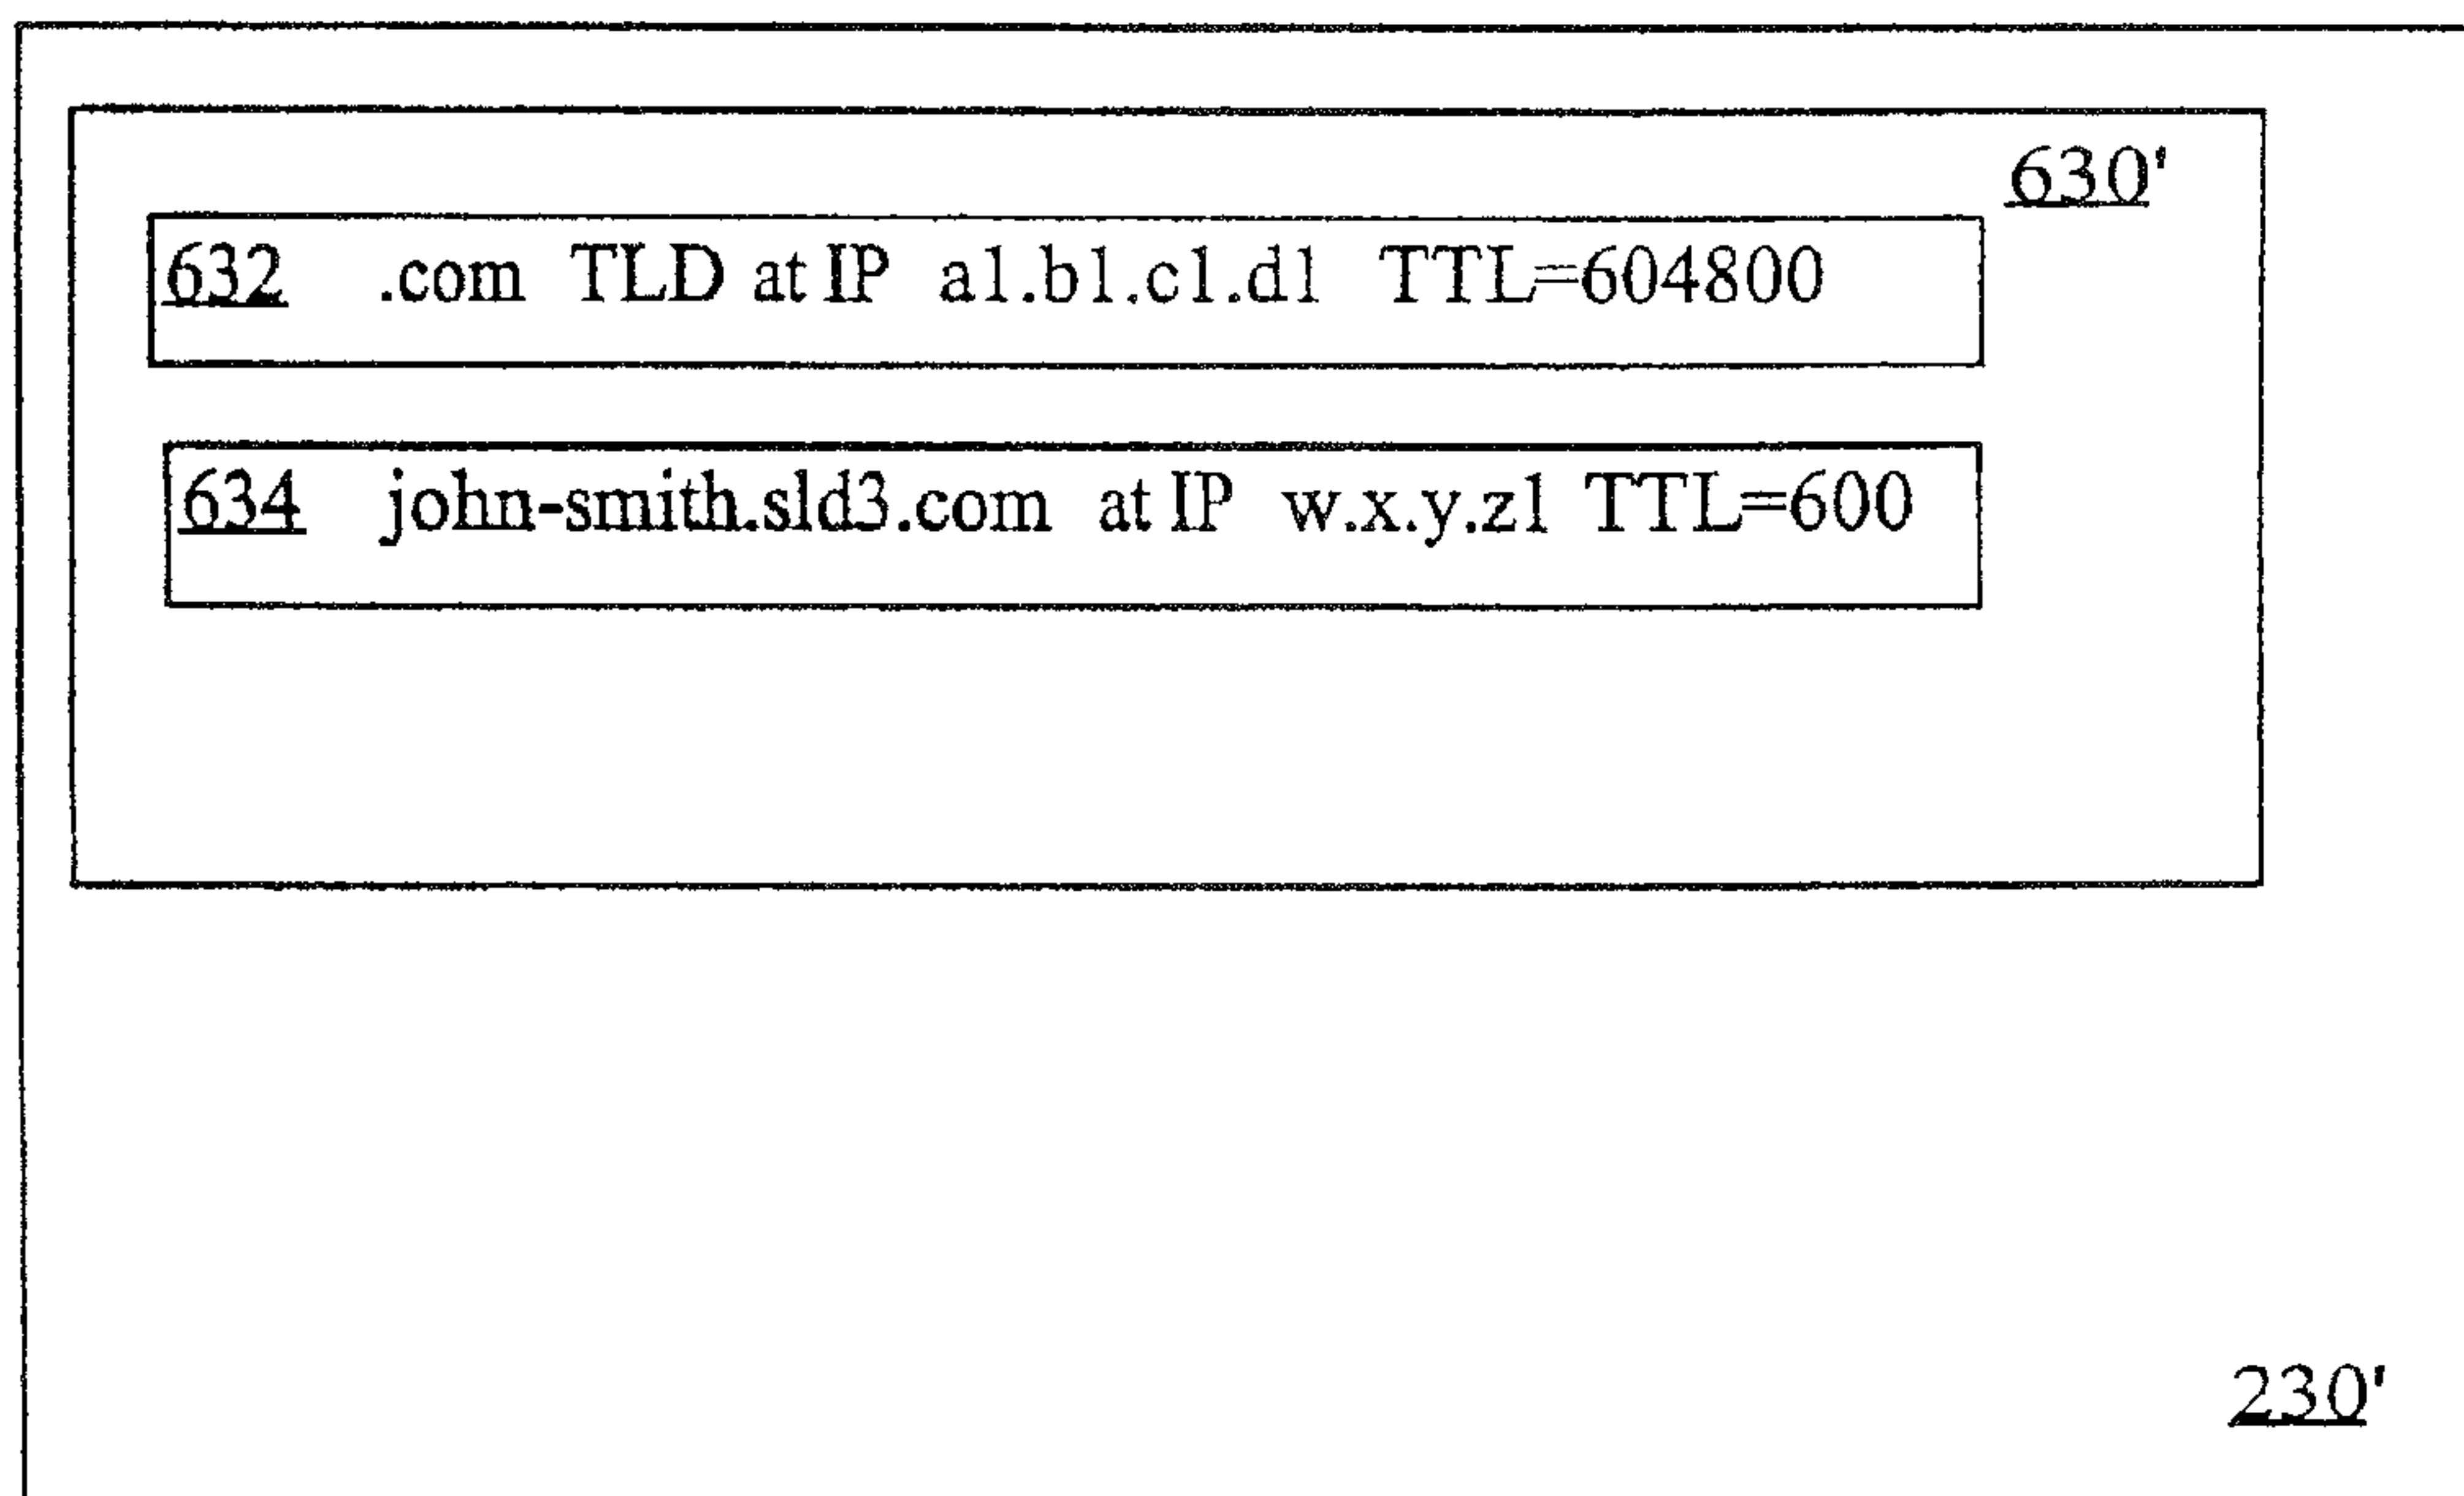 630'
632 .com TLD at IP a1.b1.c1.d1 TTL=604800
634 john-smith.sld3.com at IP w.x.y.z1 TTL=600
230'